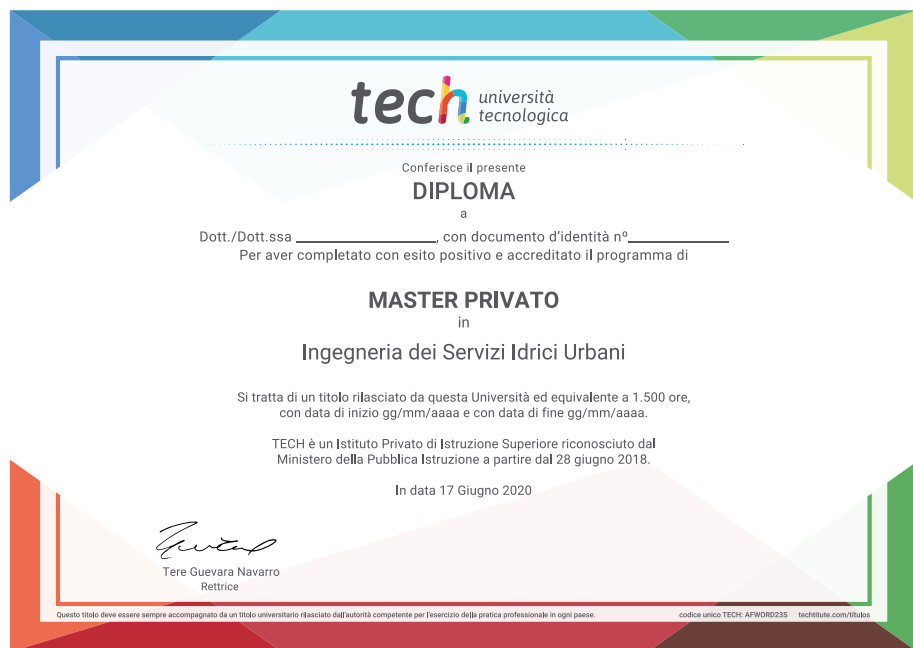 tech università
tecnologica
Conferisce il presente
DIPLOMA
a
Dott./Dott.ssa ________________, con documento d'identità nº____________
Per aver completato con esito positivo e accreditato il programma di
MASTER PRIVATO
in
Ingegneria dei Servizi Idrici Urbani
Si tratta di un titolo rilasciato da questa Università ed equivalente a 1.500 ore,
con data di inizio gg/mm/aaaa e con data di fine gg/mm/aaaa.
TECH è un Istituto Privato di Istruzione Superiore riconosciuto dal
Ministero della Pubblica Istruzione a partire dal 28 giugno 2018.
In data 17 Giugno 2020
Tere Guevara Navarro
Rettrice
Questo titolo deve essere sempre accompagnato da un titolo universitario rilasciato dall'autorità competente per l'esercizio della pratica professionale in ogni paese. codice unico TECH: AFWORD23S techtitute.com/titulos